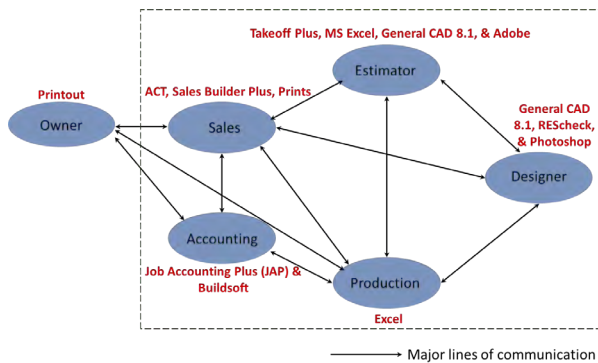 Takeoff Plus, MS Excel, General CAD 8.1, & Adobe
Estimator
Printout
Owner
ACT, Sales Builder Plus, Prints
Sales
General CAD
8.1, REScheck,
& Photoshop
Designer
Accounting
Job Accounting Plus (JAP) &
Buildsoft
Production
Excel
Major lines of communication